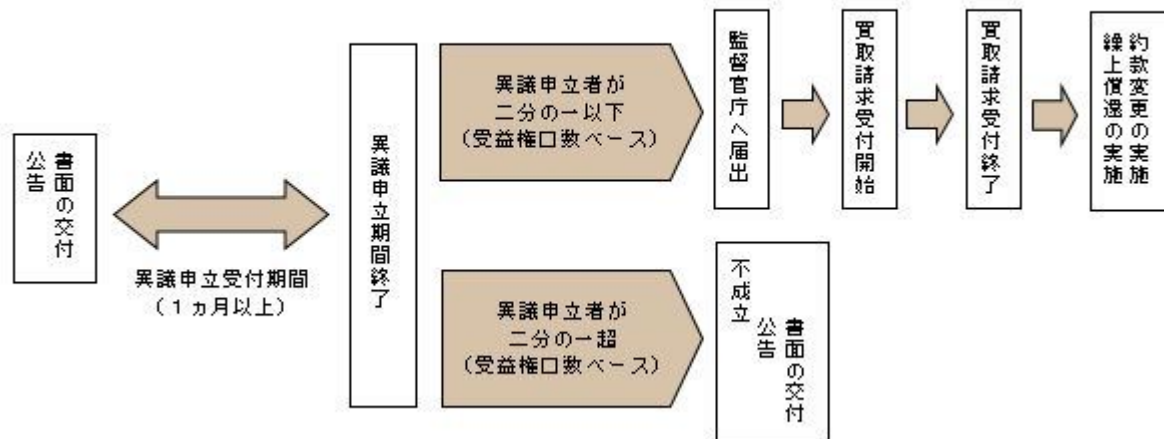 書面の交付
公告
異議申立受付期間
（１ヵ月以上）
異議申立期間終了
異議申立者が
二分の一以下
（受益権口数ベース）
監督官庁へ届出
買取請求受付開始
買取請求受付終了
約款変更の実施
繰上償還の実施
異議申立者が
二分の一超
（受益権口数ベース）
不成立
書面の交付
公告